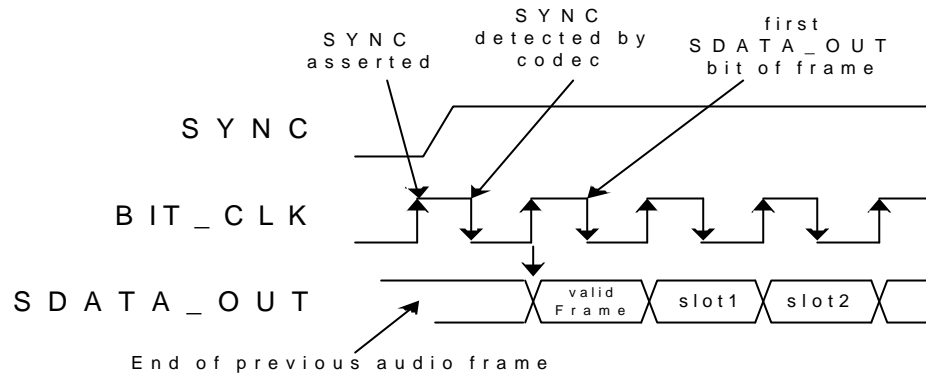 SYNC
asserted
SYNC
detected by
codec
first
SDATA_OUT
bit of frame
SYNC
BIT_CLK
SDATA_OUT
valid
Frame
slot1
slot2
End of previous audio frame